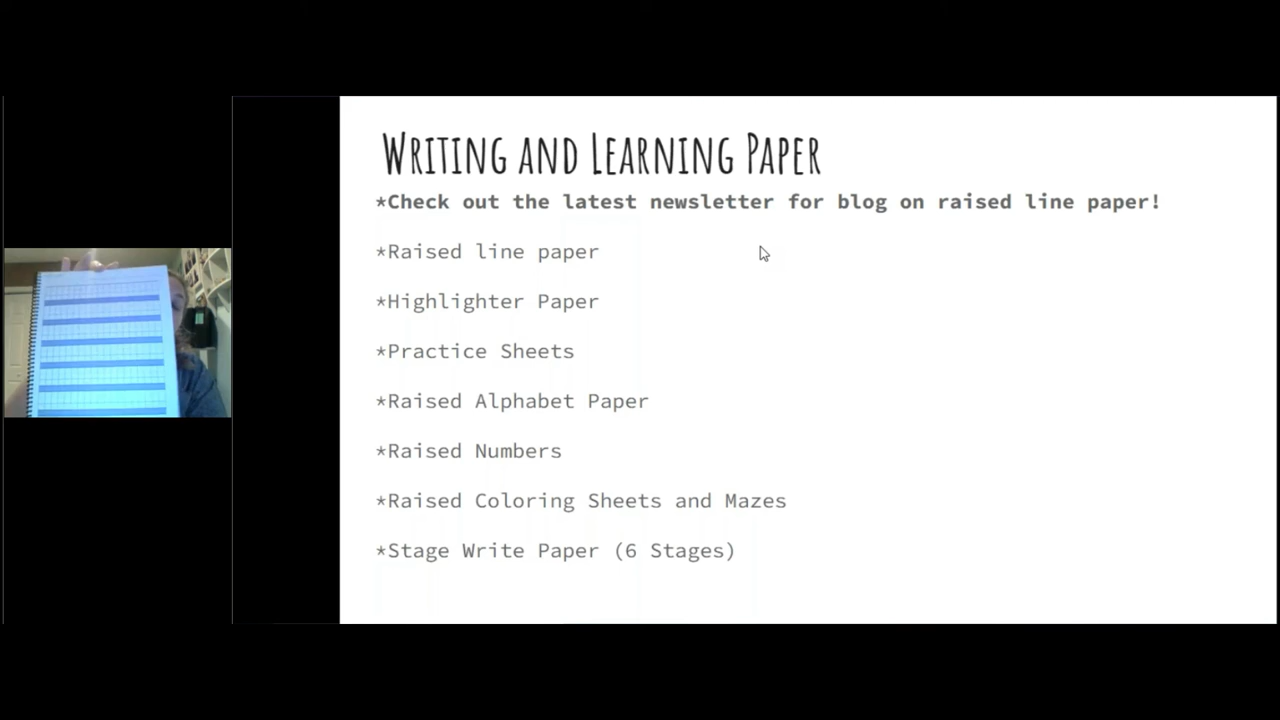 Writing and Learning Paper
*Check out the latest newsletter for blog on raised line paper!
*Raised line paper
*Highlighter Paper
*Practice Sheets
*Raised Alphabet Paper
*Raised Numbers
*Raised Coloring Sheets and Mazes
*Stage Write Paper (6 Stages)